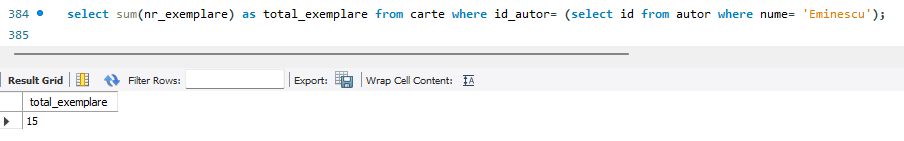 384 select sum(nr_exemplare) as total_exemplare from carte where id_autor= (select id from autor where nume= 'Eminescu');
385
Result Grid Filter Rows: Export: Wrap Cell Content: IA
total_exemplare
15